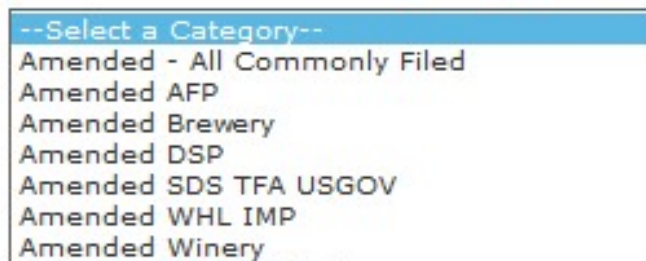 --Select a Category--
Amended - All Commonly Filed
Amended AFP
Amended Brewery
Amended DSP
Amended SDS TFA USGOV
Amended WHL IMP
Amended Winery